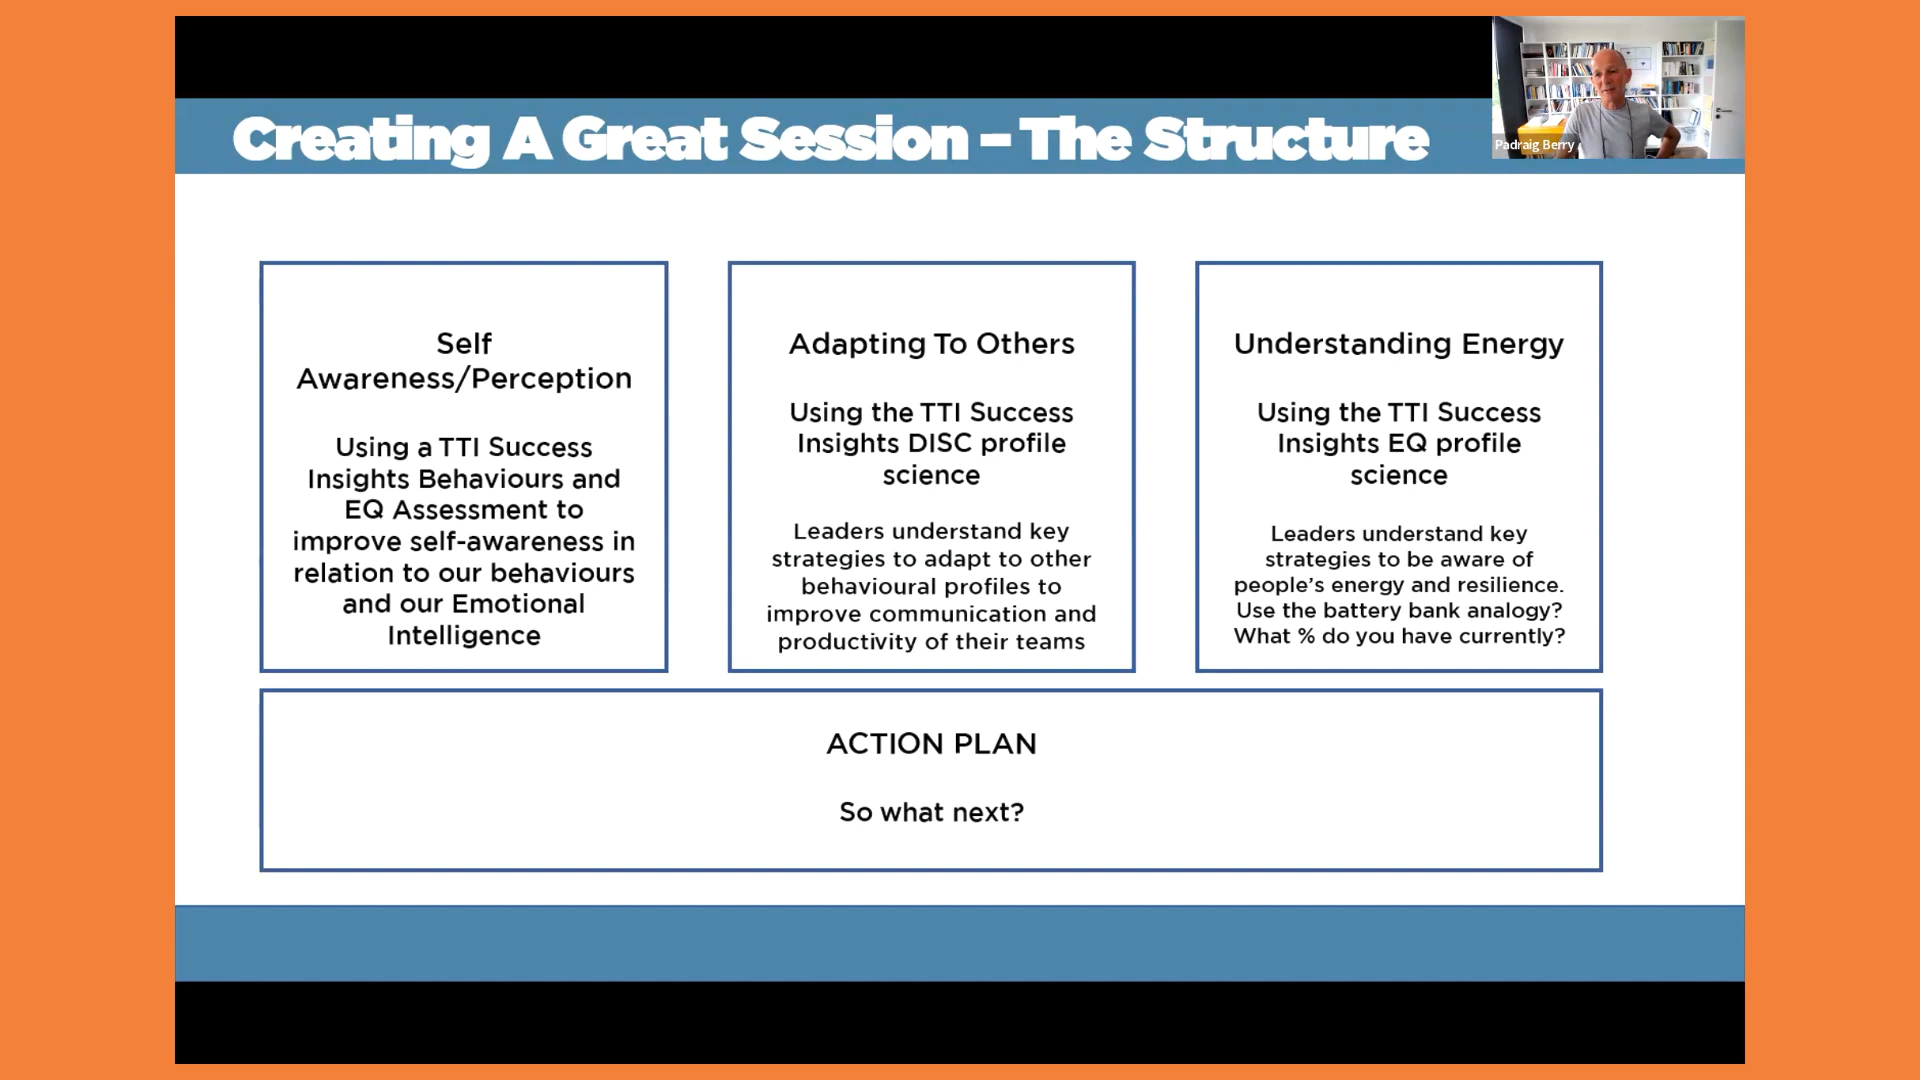 Creating A Great Session – The Structure
Padraig Berry
Self
Awareness/Perception
Using a TTI Success
Insights Behaviours and
EQ Assessment to
improve self-awareness in
relation to our behaviours
and our Emotional
Intelligence
Adapting To Others
Using the TTI Success
Insights DISC profile
science
Leaders understand key
strategies to adapt to other
behavioural profiles to
improve communication and
productivity of their teams
Understanding Energy
Using the TTI Success
Insights EQ profile
science
Leaders understand key
strategies to be aware of
people’s energy and resilience.
Use the battery bank analogy?
What % do you have currently?
ACTION PLAN
So what next?